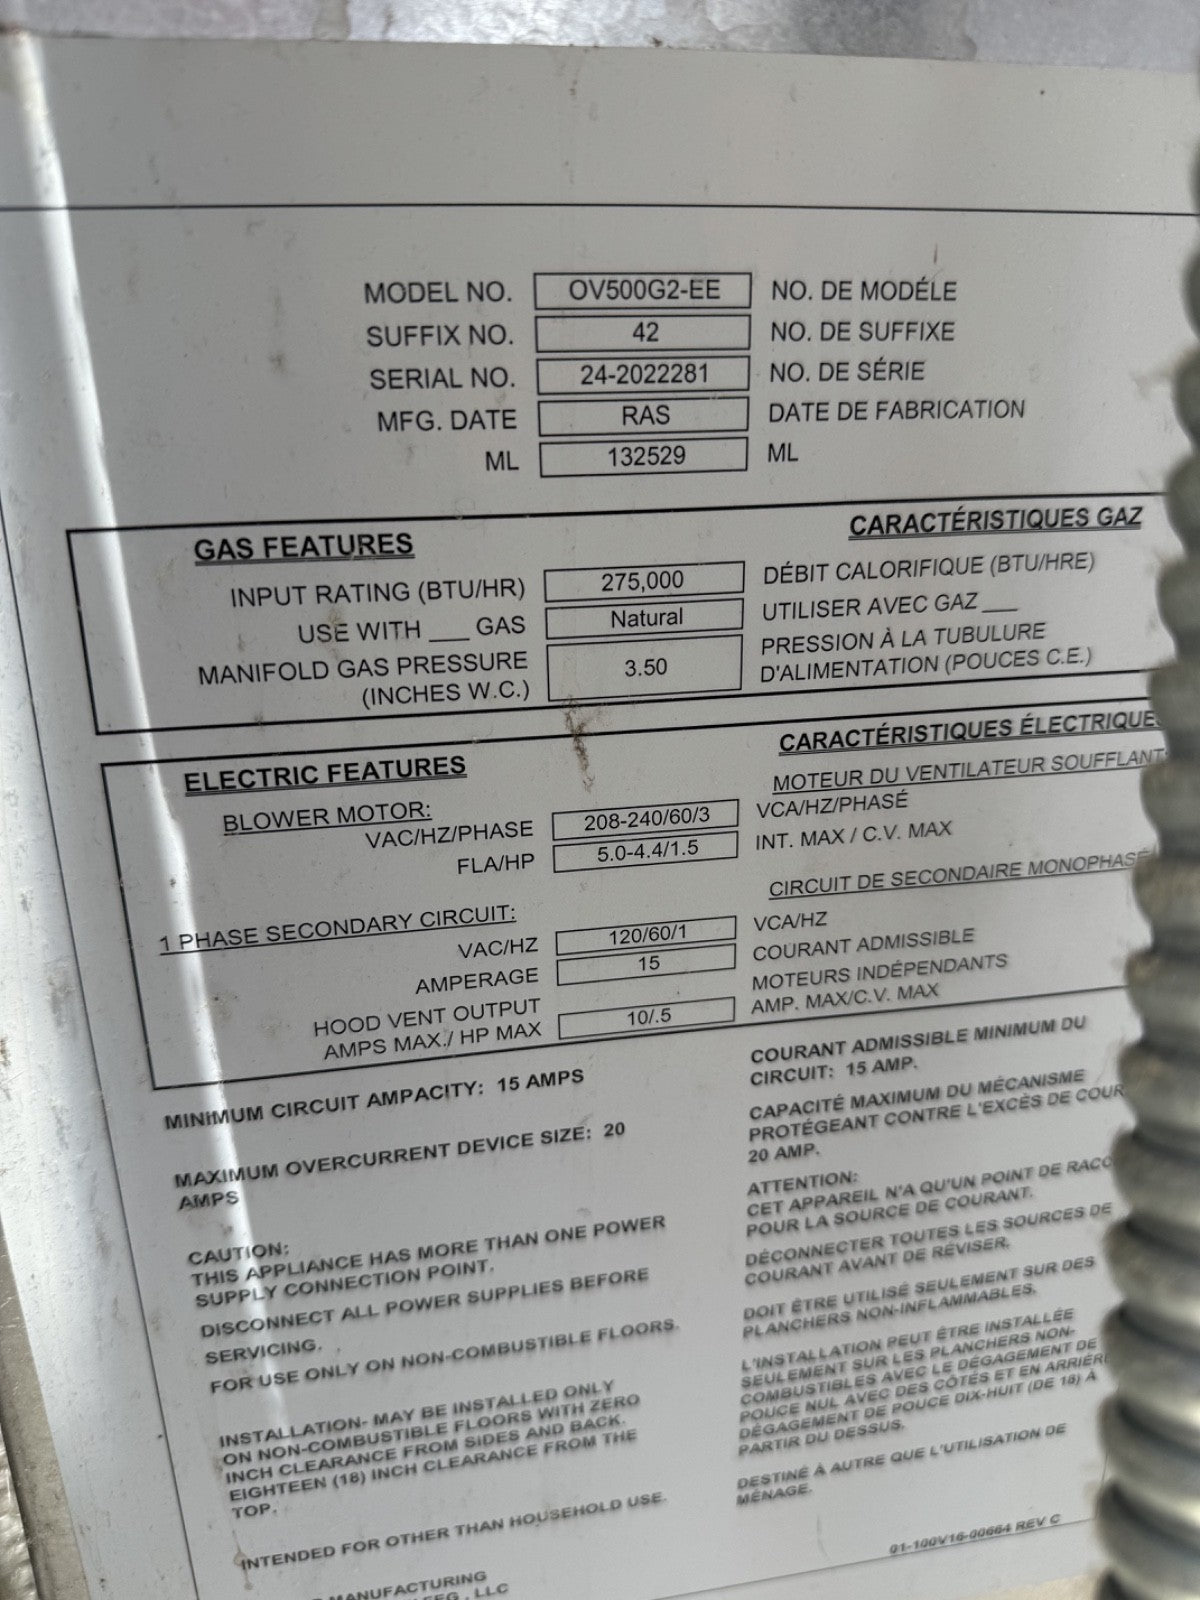 MODEL NO. OV500G2-EE NO. DE MODÉLE
SUFFIX NO. 42 NO. DE SUFFIXE
SERIAL NO. 24-2022281 NO. DE SÉRIE
MFG. DATE RAS DATE DE FABRICATION
ML 132529 ML
GAS FEATURES CARACTÉRISTIQUES GAZ
INPUT RATING (BTU/HR) 275,000 DÉBIT CALORIFIQUE (BTU/HRE)
USE WITH ___ GAS Natural UTILISER AVEC GAZ ___
MANIFOLD GAS PRESSURE 3.50 PRESSION À LA TUBULURE
(INCHES W.C.) D'ALIMENTATION (POUCES C.E.)
ELECTRIC FEATURES CARACTÉRISTIQUES ÉLECTRIQUE
BLOWER MOTOR: MOTEUR DU VENTILATEUR SOUFFLANT
VAC/HZ/PHASE 208-240/60/3 VCA/HZ/PHASÉ
FLA/HP 5.0-4.4/1.5 INT. MAX / C.V. MAX
1 PHASE SECONDARY CIRCUIT: CIRCUIT DE SECONDAIRE MONOPHASÉ
VAC/HZ 120/60/1 VCA/HZ
AMPERAGE 15 COURANT ADMISSIBLE
HOOD VENT OUTPUT MOTEURS INDÉPENDANTS
AMPS MAX./ HP MAX 10/.5 AMP. MAX/C.V. MAX
MINIMUM CIRCUIT AMPACITY: 15 AMPS
MAXIMUM OVERCURRENT DEVICE SIZE: 20
AMPS
CAUTION:
THIS APPLIANCE HAS MORE THAN ONE POWER
SUPPLY CONNECTION POINT.
DISCONNECT ALL POWER SUPPLIES BEFORE
SERVICING.
FOR USE ONLY ON NON-COMBUSTIBLE FLOORS.
INSTALLATION- MAY BE INSTALLED ONLY
ON NON-COMBUSTIBLE FLOORS WITH ZERO
INCH CLEARANCE FROM SIDES AND BACK.
EIGHTEEN (18) INCH CLEARANCE FROM THE
TOP.
INTENDED FOR OTHER THAN HOUSEHOLD USE.
MANUFACTURING
LLC
COURANT ADMISSIBLE MINIMUM DU
CIRCUIT: 15 AMP.
CAPACITÉ MAXIMUM DU MÉCANISME
PROTÉGEANT CONTRE L'EXCÈS DE COUR
20 AMP.
ATTENTION:
CET APPAREIL N'A QU'UN POINT DE RACC
POUR LA SOURCE DE COURANT.
DÉCONNECTER TOUTES LES SOURCES DE
COURANT AVANT DE RÉVISER.
DOIT ÊTRE UTILISÉ SEULEMENT SUR DES
PLANCHERS NON-INFLAMMABLES.
L'INSTALLATION PEUT ÊTRE INSTALLÉE
SEULEMENT SUR LES PLANCHERS NON-
COMBUSTIBLES AVEC LE DÉGAGEMENT DE
POUCE NUL AVEC DES CÔTÉS ET EN ARRIÈRE
DÉGAGEMENT DE POUCE DIX-HUIT (DE 18) À
PARTIR DU DESSUS.
DESTINÉ À AUTRE QUE L'UTILISATION DE
MÉNAGE.
01-100V16-00664 REV C